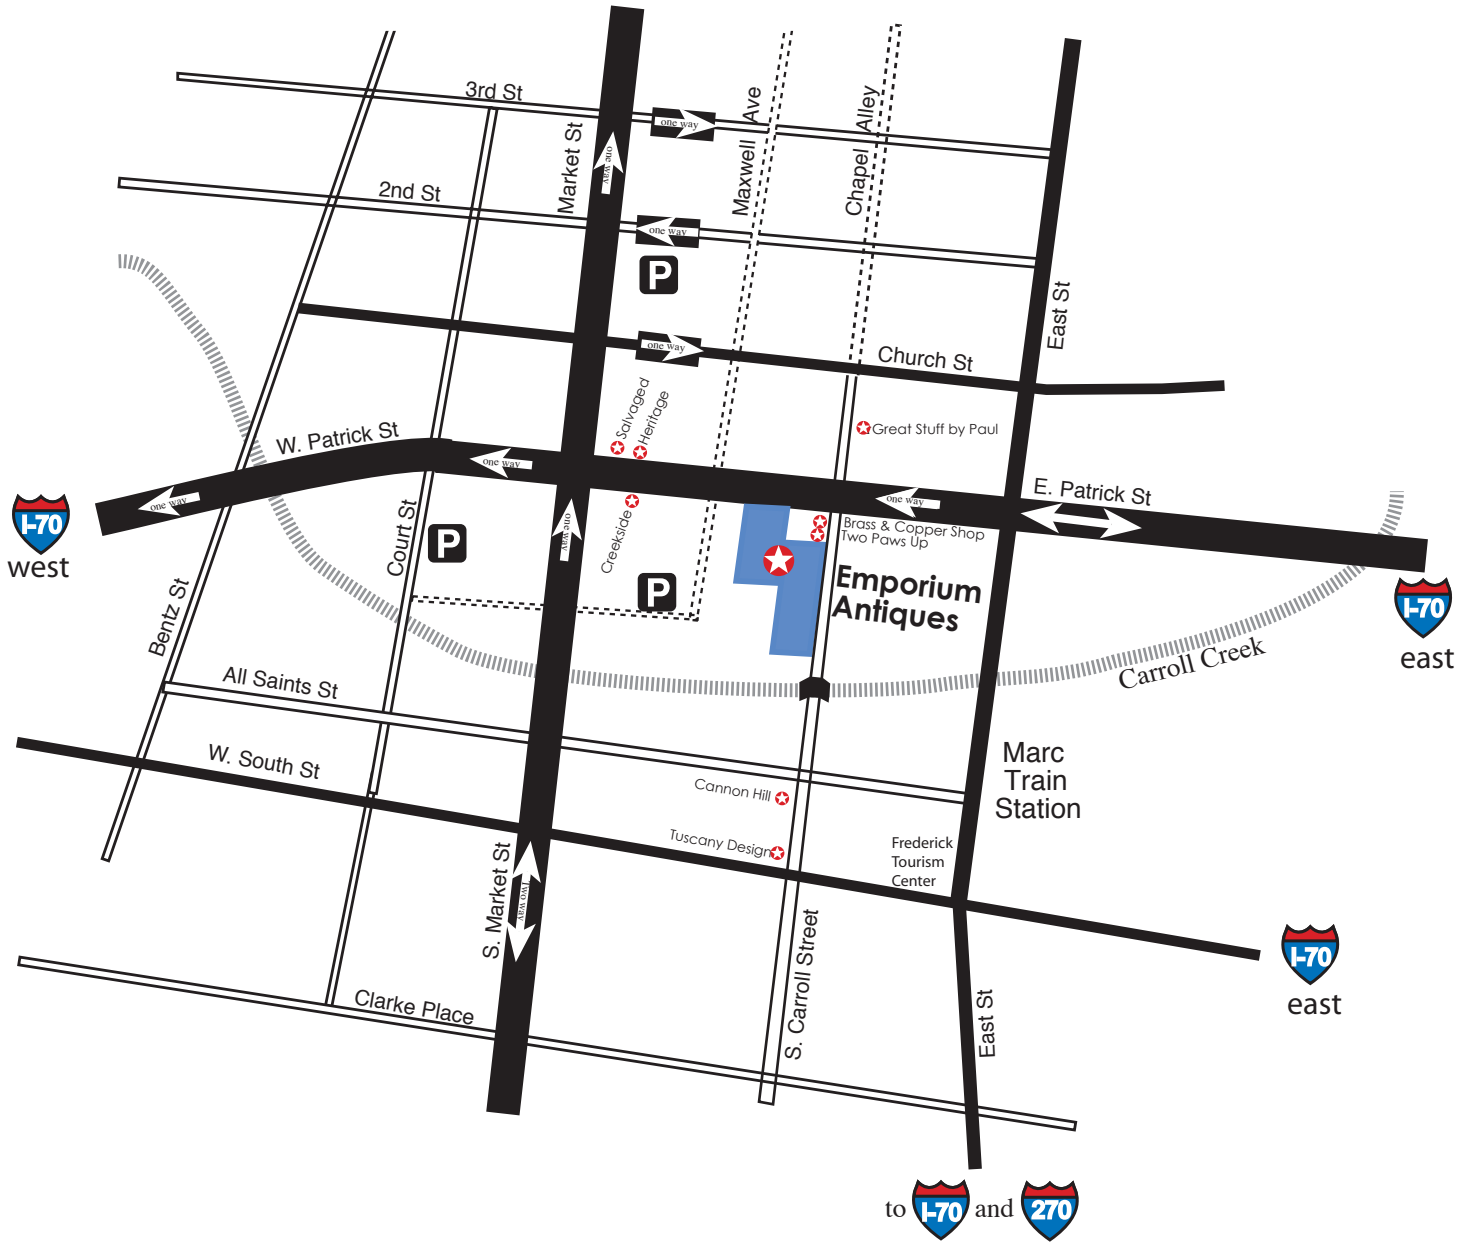 3rd St
one way
Market St
Maxwell Ave
Chapel Alley
one way
2nd St
one way
P
East St
one way
Church St
Salvaged
Heritage
Great Stuff by Paul
W. Patrick St
one way
one way
one way
E. Patrick St
I-70
west
Court St
P
one way
Creekside
P
Brass & Copper Shop
Two Paws Up
Emporium
Antiques
I-70
east
Bentz St
Carroll Creek
All Saints St
W. South St
Marc
Train
Station
Cannon Hill
Tuscany Design
Frederick
Tourism
Center
S. Market St
Two way
S. Carroll Street
I-70
east
Clarke Place
East St
to I-70 and 270